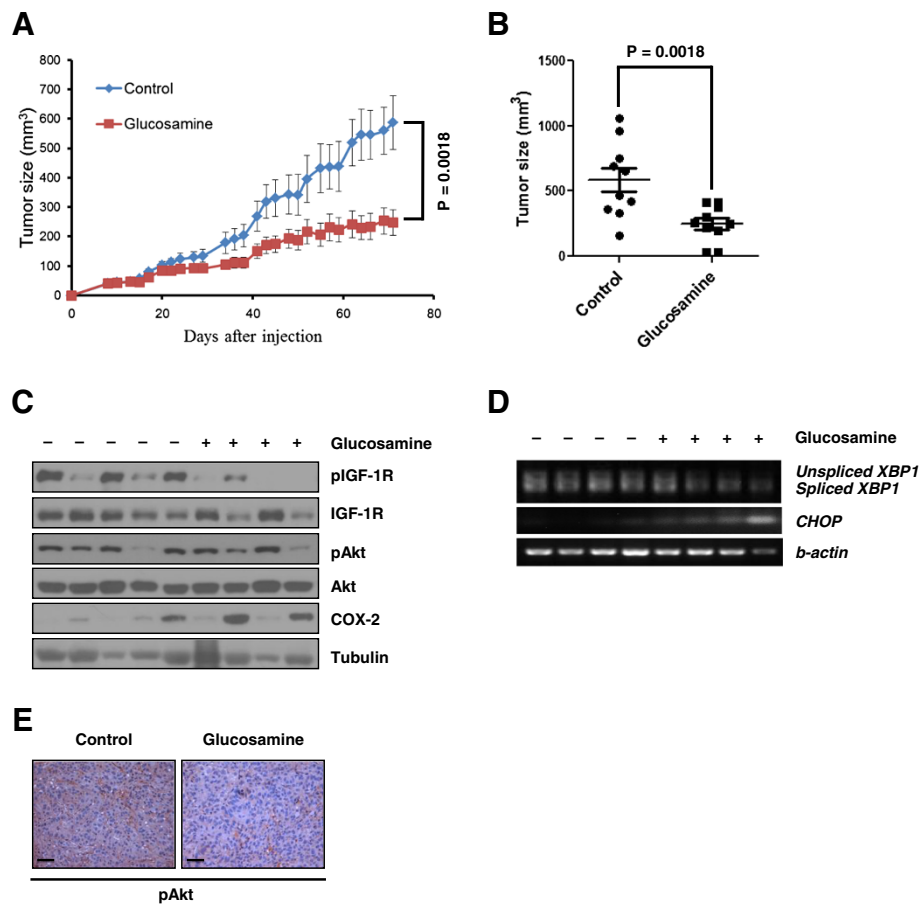 A
800
700
600
500
400
300
200
100
0
Tumor size (mm3)
Control
Glucosamine
P = 0.0018
0 20 40 60 80
Days after injection
B
P = 0.0018
1500
1000
500
0
Tumor size (mm3)
Control
Glucosamine
C
– – – – – + + + + Glucosamine
pIGF-1R
IGF-1R
pAkt
Akt
COX-2
Tubulin
D
– – – – + + + + Glucosamine
Unspliced XBP1
Spliced XBP1
CHOP
b-actin
E
Control Glucosamine
pAkt